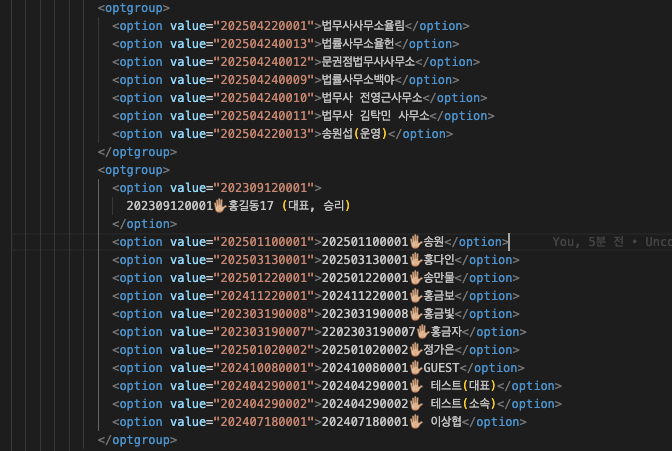 <optgroup>
<option value="202504220001">법무사사무소율림</option>
<option value="202504240013">법률사무소율헌</option>
<option value="202504240012">문권점법무사사무소</option>
<option value="202504240009">법률사무소백야</option>
<option value="202504240010">법무사 전영근사무소</option>
<option value="202504240011">법무사 김탁민 사무소</option>
<option value="202504220013">송원섭(운영)</option>
</optgroup>
<optgroup>
<option value="202309120001">
202309120001🖐🏼홍길동17 (대표, 승리)
</option>
<option value="202501100001">202501100001🖐🏼송원</option> You, 5분 전 • Unco
<option value="202503130001">202503130001🖐🏼홍다인</option>
<option value="202501220001">202501220001🖐🏼송만물</option>
<option value="202411220001">202411220001🖐🏼홍금보</option>
<option value="202303190008">202303190008🖐🏼홍금빛</option>
<option value="202303190007">2202303190007🖐🏼홍금자</option>
<option value="202501020002">202501020002🖐🏼정가은</option>
<option value="202410080001">202410080001🖐🏼GUEST</option>
<option value="202404290001">202404290001🖐🏼 테스트(대표)</option>
<option value="202404290002">202404290002🖐🏼 테스트(소속)</option>
<option value="202407180001">202407180001🖐🏼 이상협</option>
</optgroup>